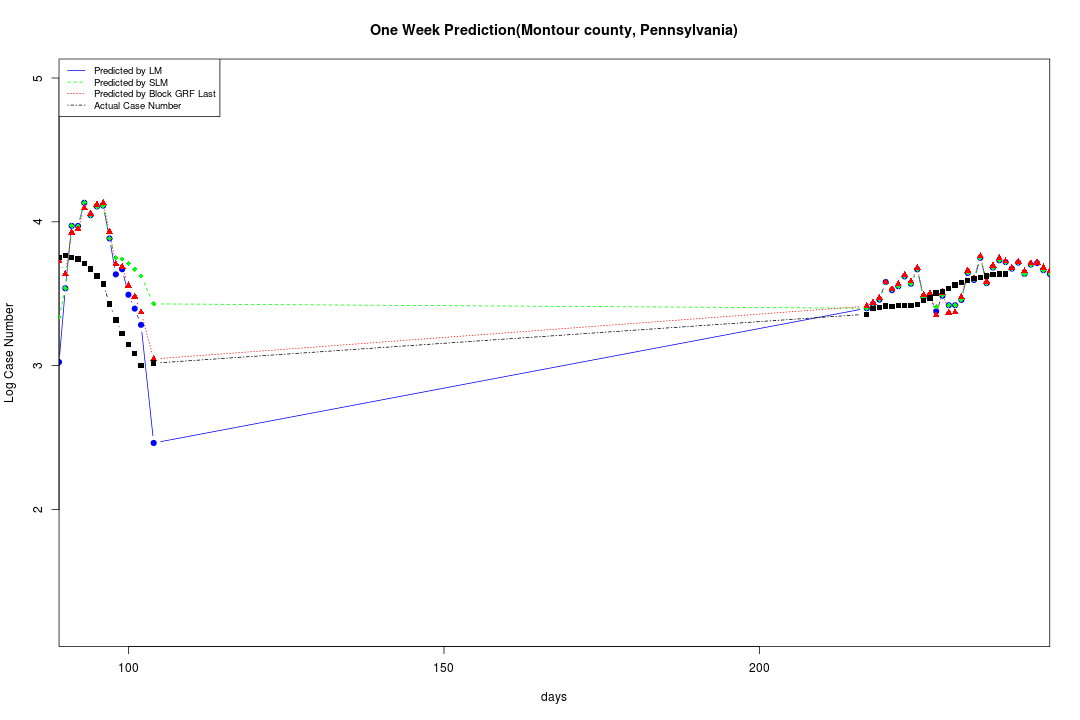 One Week Prediction(Montour county, Pennsylvania)
Predicted by LM
Predicted by SLM
Predicted by Block GRF Last
Actual Case Number
5
4
3
2
Log Case Number
100
150
200
days